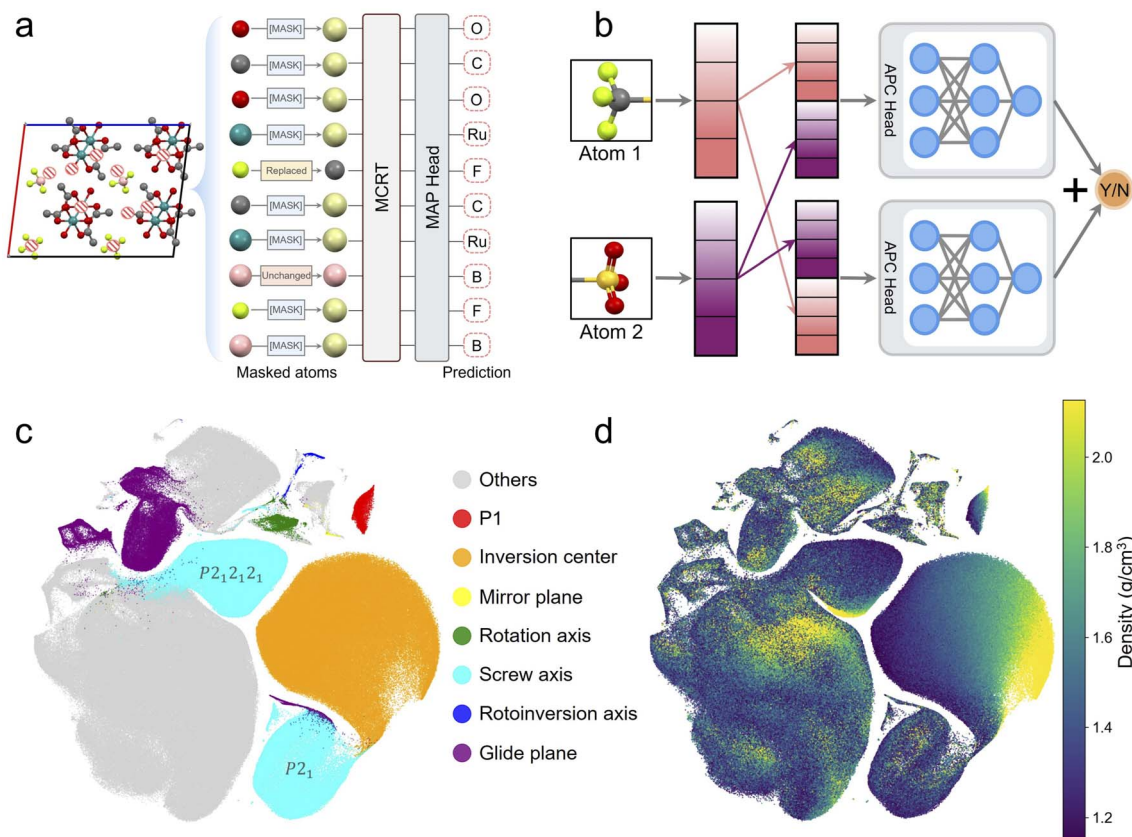 a
[MASK]
O
[MASK]
C
[MASK]
O
[MASK]
Ru
Replaced
F
[MASK]
C
[MASK]
Ru
Unchanged
B
[MASK]
F
[MASK]
B
MCRT
MAP Head
Masked atoms
Prediction
b
Atom 1
Atom 2
APC Head
APC Head
+
Y/N
c
P2₁2₁2₁
P2₁
Others
P1
Inversion center
Mirror plane
Rotation axis
Screw axis
Rotoinversion axis
Glide plane
d
2.0
1.8
1.6
1.4
1.2
Density (g/cm³)